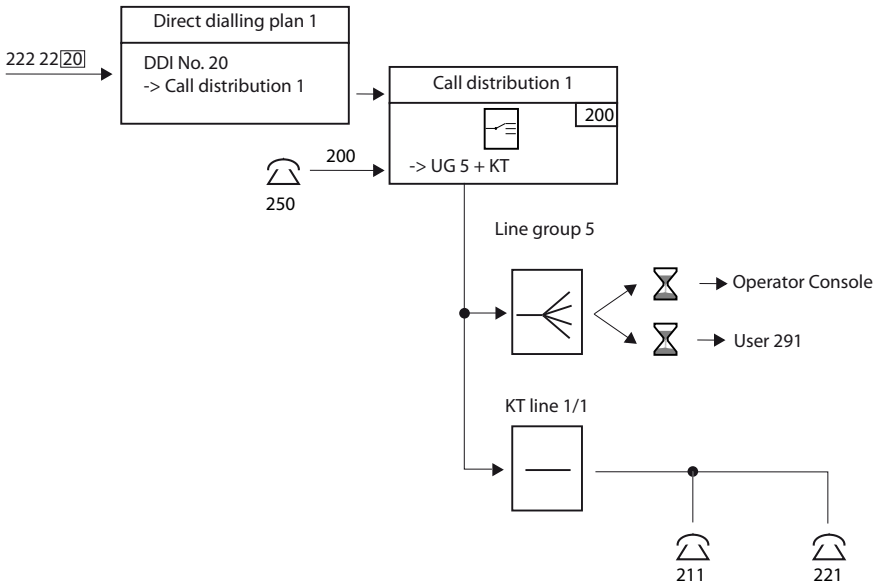 Direct dialling plan 1
222 22 20
DDI No. 20
-> Call distribution 1
Call distribution 1
200
-> UG 5 + KT
200
250
Line group 5
Operator Console
User 291
KT line 1/1
211
221